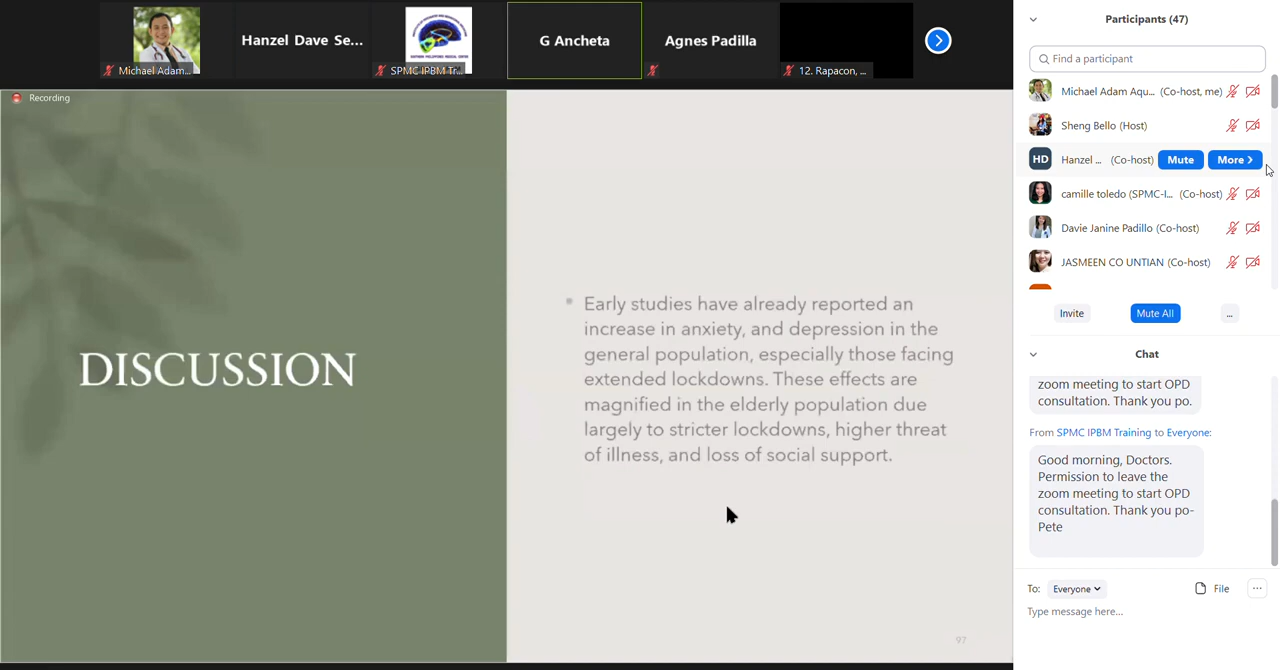 Michael Adam...
Hanzel Dave Se...
SPMC IPBM Tr...
G Ancheta
Agnes Padilla
12. Rapacon, ...
Recording
DISCUSSION
Early studies have already reported an
increase in anxiety, and depression in the
general population, especially those facing
extended lockdowns. These effects are
magnified in the elderly population due
largely to stricter lockdowns, higher threat
of illness, and loss of social support.
97
Participants (47)
Find a participant
Michael Adam Aqu... (Co-host, me)
Sheng Bello (Host)
HD Hanzel ... (Co-host) Mute More
camille toledo (SPMC-I... (Co-host)
Davie Janine Padillo (Co-host)
JASMEEN CO UNTIAN (Co-host)
Invite Mute All ...
Chat
zoom meeting to start OPD
consultation. Thank you po.
From SPMC IPBM Training to Everyone:
Good morning, Doctors.
Permission to leave the
zoom meeting to start OPD
consultation. Thank you po-
Pete
To: Everyone File ...
Type message here...